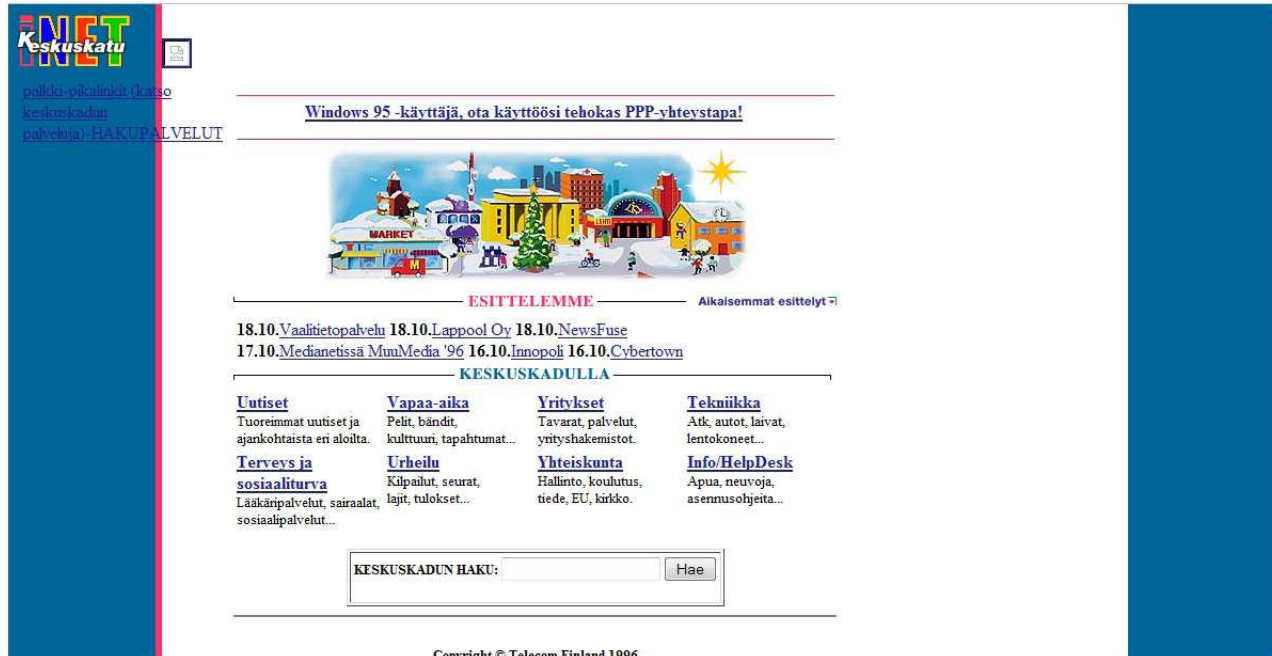 iNET
Keskuskatu
palkki-pikalinkit (katso
keskuskadun
palveluja)-HAKUPALVELUT
Windows 95 -käyttäjä, ota käyttöösi tehokas PPP-yhteystapa!
MARKET
LEHTI
M
ESITTELEMME
Aikaisemmat esittelyt
18.10.Vaalitietopalvelu 18.10.Lappool Oy 18.10.NewsFuse
17.10.Medianetissä MuuMedia '96 16.10.Innopoli 16.10.Cybertown
KESKUSKADULLA
Uutiset
Tuoreimmat uutiset ja
ajankohtaista eri aloilta.
Vapaa-aika
Pelit, bändit,
kulttuuri, tapahtumat...
Yritykset
Tavarat, palvelut,
yrityshakemistot.
Tekniikka
Atk, autot, laivat,
lentokoneet...
Terveys ja
sosiaaliturva
Lääkäripalvelut, sairaalat,
sosiaalipalvelut...
Urheilu
Kilpailut, seurat,
lajit, tulokset...
Yhteiskunta
Hallinto, koulutus,
tiede, EU, kirkko.
Info/HelpDesk
Apua, neuvoja,
asennusohjeita...
KESKUSKADUN HAKU:
Hae
Copyright © Telecom Finland 1996